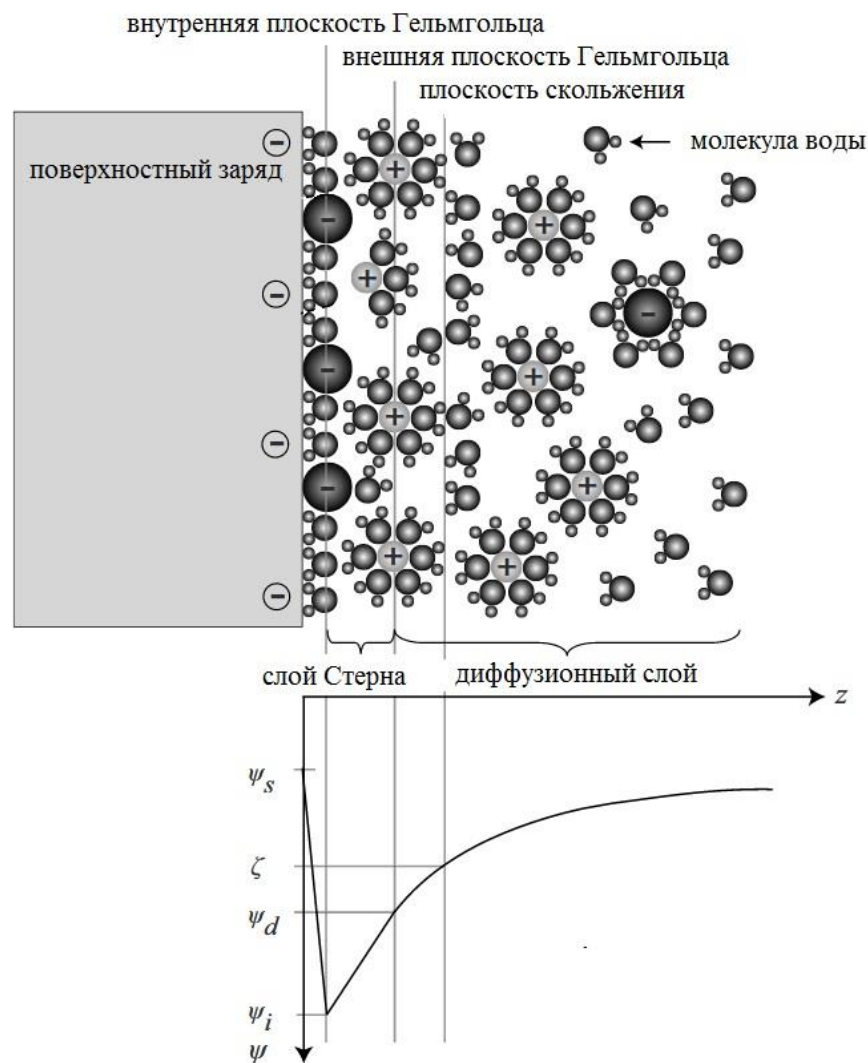 внутренняя плоскость Гельмгольца
внешняя плоскость Гельмгольца
плоскость скольжения
молекула воды
поверхностный заряд
слой Стерна
диффузионный слой
z
ψs
ζ
ψd
ψi
ψ